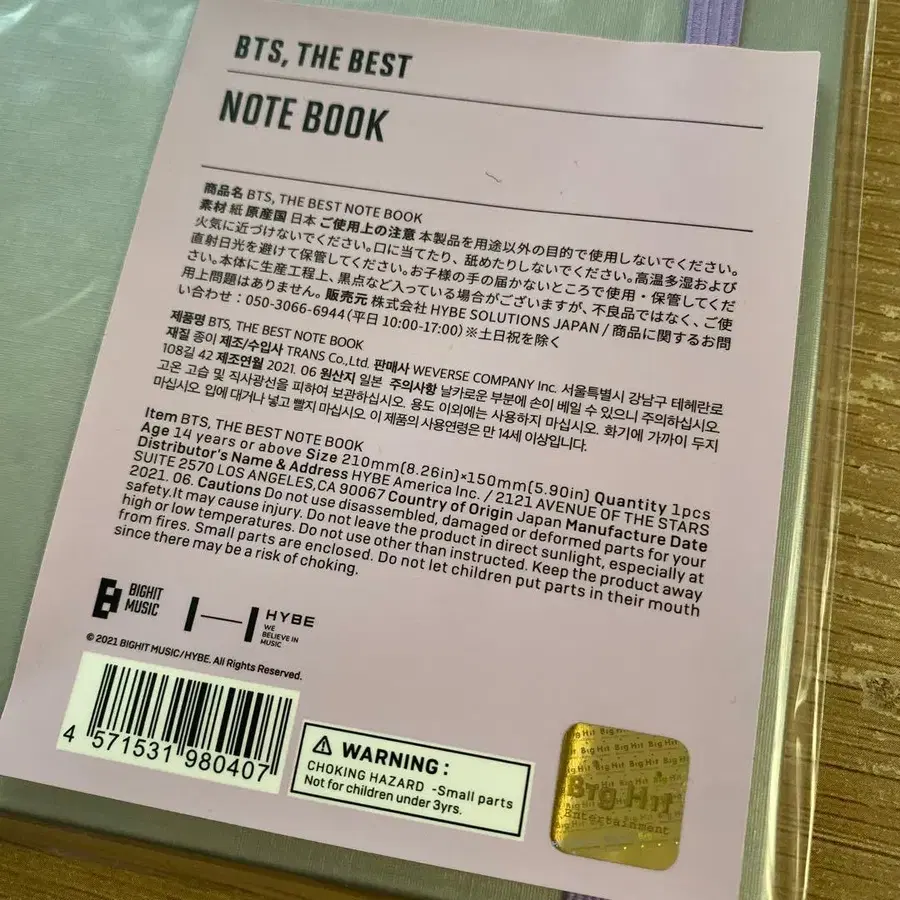 BTS, THE BEST
NOTE BOOK
商品名 BTS, THE BEST NOTE BOOK
素材 紙 原産国 日本 ご使用上の注意 本製品を用途以外の目的で使用しないでください。
火気に近づけないでください。口に当てたり、舐めたりしないでください。高温多湿および
直射日光を避けて保管してください。お子様の手の届かないところで使用・保管してくだ
さい。本体に生産工程上、黒点など入っている場合がございますが、不良品ではなく、ご使
用上問題はありません。販売元 株式会社 HYBE SOLUTIONS JAPAN / 商品に関するお問
い合わせ：050-3066-6944(平日 10:00-17:00)※土日祝を除く
제품명 BTS, THE BEST NOTE BOOK
재질 종이 제조/수입사 TRANS Co.,Ltd. 판매사 WEVERSE COMPANY Inc. 서울특별시 강남구 테헤란로
108길 42 제조연월 2021. 06 원산지 일본 주의사항 날카로운 부분에 손이 베일 수 있으니 주의하십시오
고온 고습 및 직사광선을 피하여 보관하십시오. 용도 이외에는 사용하지 마십시오. 화기에 가까이 두지
마십시오 입에 대거나 넣고 빨지 마십시오 이 제품의 사용연령은 만 14세 이상입니다.
Item BTS, THE BEST NOTE BOOK
Age 14 years or above Size 210mm(8.26in)×150mm(5.90in) Quantity 1pcs
Distributor's Name & Address HYBE America Inc. / 2121 AVENUE OF THE STARS
SUITE 2570 LOS ANGELES,CA 90067 Country of Origin Japan Manufacture Date
2021. 06. Cautions Do not use disassembled, damaged or deformed parts for your
safety.It may cause injury. Do not leave the product in direct sunlight, especially at
high or low temperatures. Do not use other than instructed. Keep the product away
from fires. Small parts are enclosed. Do not let children put parts in their mouth
since there may be a risk of choking.
BIGHIT
MUSIC
HYBE
WE
BELIEVE IN
MUSIC
© 2021 BIGHIT MUSIC/HYBE. All Rights Reserved.
4 571531 980407
⚠ WARNING :
CHOKING HAZARD -Small parts
Not for children under 3yrs.
Big Hit
Entertainment